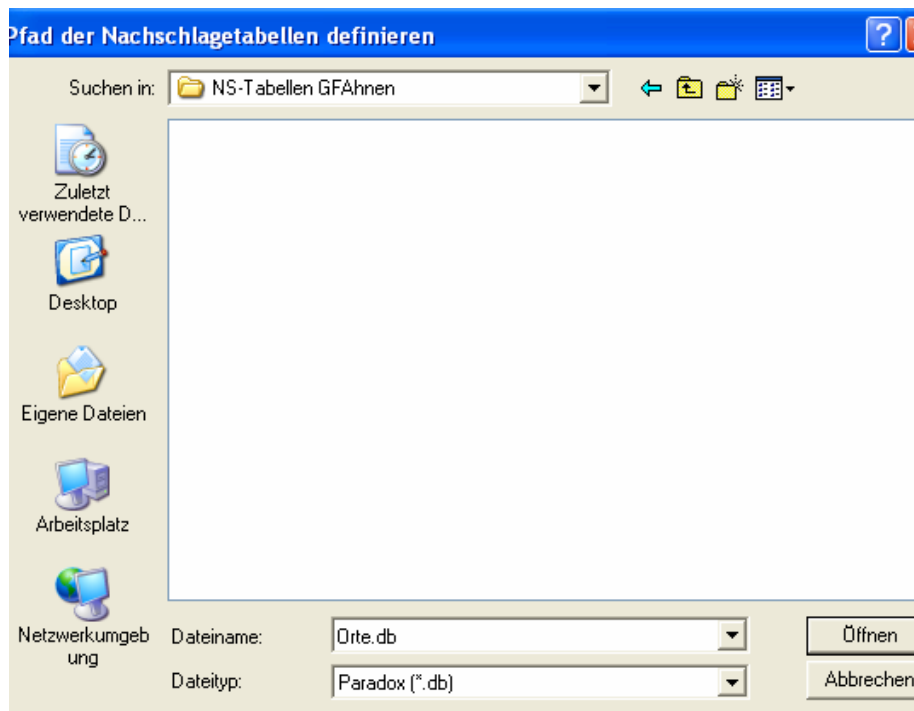 Pfad der Nachschlagetabellen definieren
?
Suchen in:
NS-Tabellen GFAhnen
Zuletzt
verwendete D...
Desktop
Eigene Dateien
Arbeitsplatz
Netzwerkumgeb
ung
Dateiname:
Orte.db
Öffnen
Dateityp:
Paradox (*.db)
Abbrechen